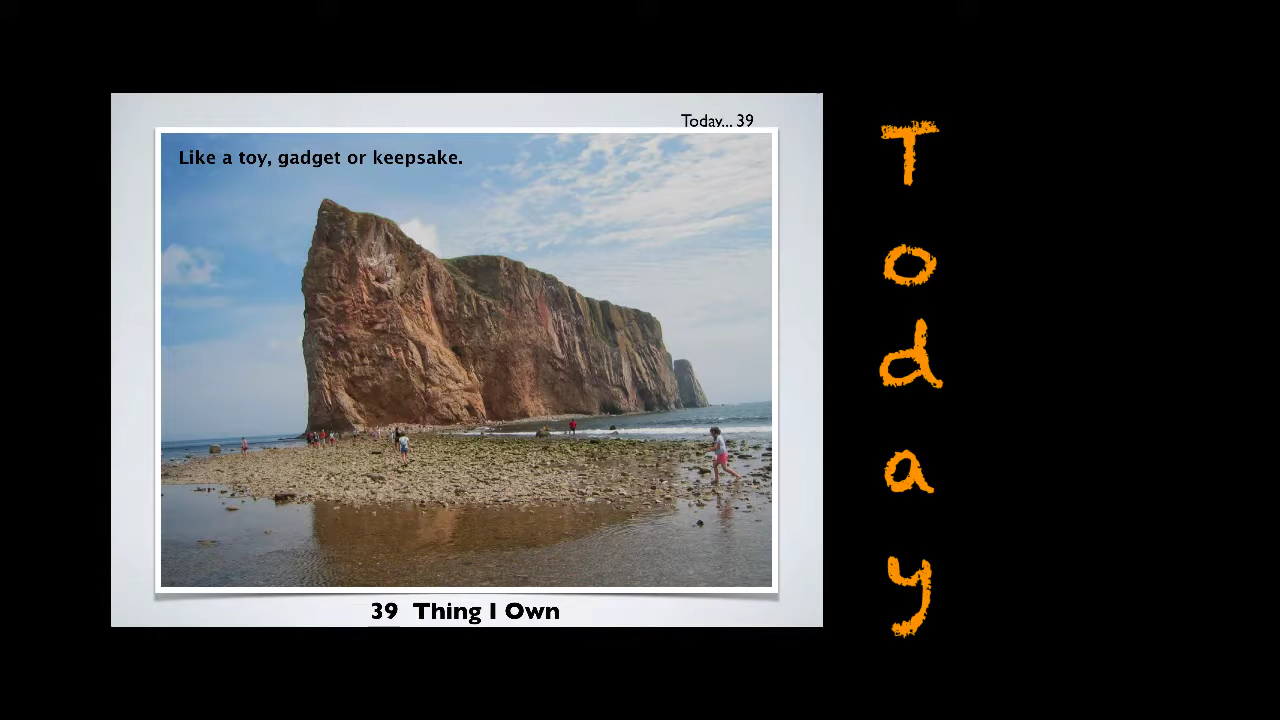 Today... 39
Like a toy, gadget or keepsake.
39 Thing I Own
T
o
d
a
y